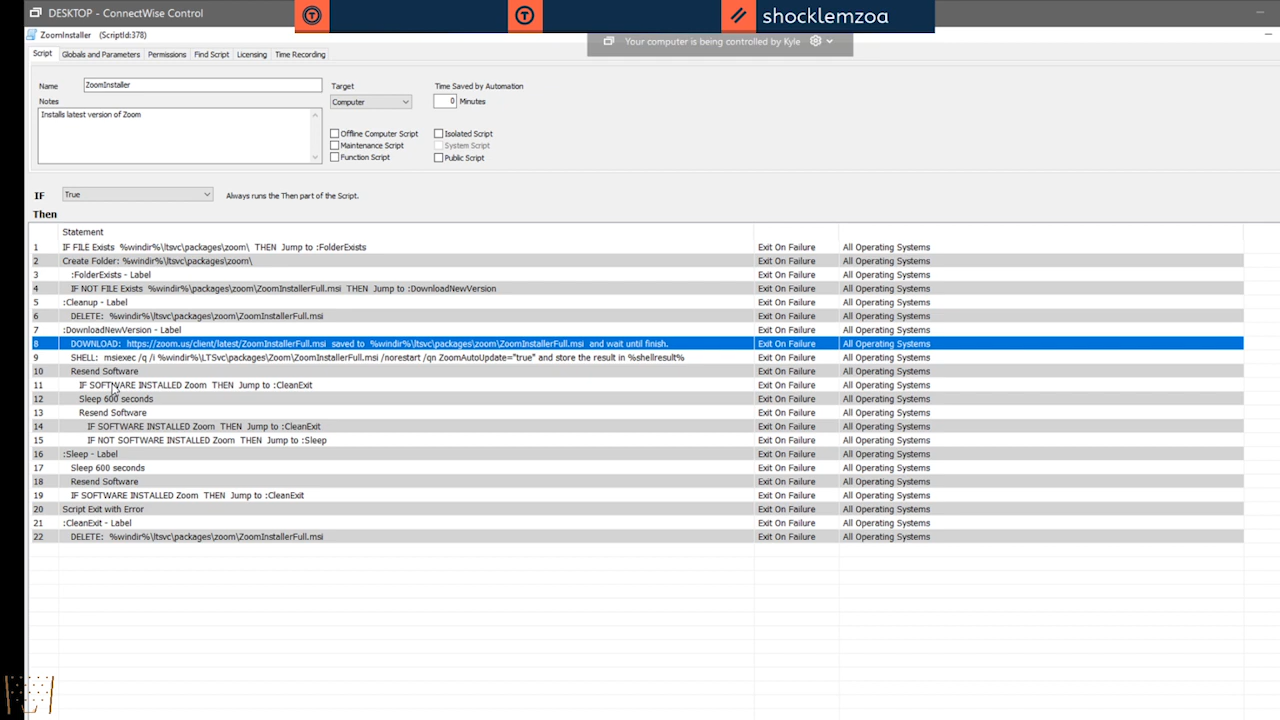 DESKTOP - ConnectWise Control
shocklemzoa
Your computer is being controlled by Kyle
ZoomInstaller (ScriptId:378)
Script Globals and Parameters Permissions Find Script Licensing Time Recording
Name ZoomInstaller Target Time Saved by Automation
Notes Computer 0 Minutes
Installs latest version of Zoom
Offline Computer Script Isolated Script
Maintenance Script System Script
Function Script Public Script
IF True Always runs the Then part of the Script.
Then
Statement
1 IF FILE Exists %windir%\ltsvc\packages\zoom\ THEN Jump to :FolderExists Exit On Failure All Operating Systems
2 Create Folder: %windir%\ltsvc\packages\zoom\ Exit On Failure All Operating Systems
3 :FolderExists - Label Exit On Failure All Operating Systems
4 IF NOT FILE Exists %windir%\packages\zoom\ZoomInstallerFull.msi THEN Jump to :DownloadNewVersion Exit On Failure All Operating Systems
5 :Cleanup - Label Exit On Failure All Operating Systems
6 DELETE: %windir%\ltsvc\packages\zoom\ZoomInstallerFull.msi Exit On Failure All Operating Systems
7 :DownloadNewVersion - Label Exit On Failure All Operating Systems
8 DOWNLOAD: https://zoom.us/client/latest/ZoomInstallerFull.msi saved to %windir%\ltsvc\packages\zoom\ZoomInstallerFull.msi and wait until finish. Exit On Failure All Operating Systems
9 SHELL: msiexec /q /i %windir%\LTSvc\packages\Zoom\ZoomInstallerFull.msi /norestart /qn ZoomAutoUpdate="true" and store the result in %shellresult% Exit On Failure All Operating Systems
10 Resend Software Exit On Failure All Operating Systems
11 IF SOFTWARE INSTALLED Zoom THEN Jump to :CleanExit Exit On Failure All Operating Systems
12 Sleep 600 seconds Exit On Failure All Operating Systems
13 Resend Software Exit On Failure All Operating Systems
14 IF SOFTWARE INSTALLED Zoom THEN Jump to :CleanExit Exit On Failure All Operating Systems
15 IF NOT SOFTWARE INSTALLED Zoom THEN Jump to :Sleep Exit On Failure All Operating Systems
16 :Sleep - Label Exit On Failure All Operating Systems
17 Sleep 600 seconds Exit On Failure All Operating Systems
18 Resend Software Exit On Failure All Operating Systems
19 IF SOFTWARE INSTALLED Zoom THEN Jump to :CleanExit Exit On Failure All Operating Systems
20 Script Exit with Error Exit On Failure All Operating Systems
21 :CleanExit - Label Exit On Failure All Operating Systems
22 DELETE: %windir%\ltsvc\packages\zoom\ZoomInstallerFull.msi Exit On Failure All Operating Systems